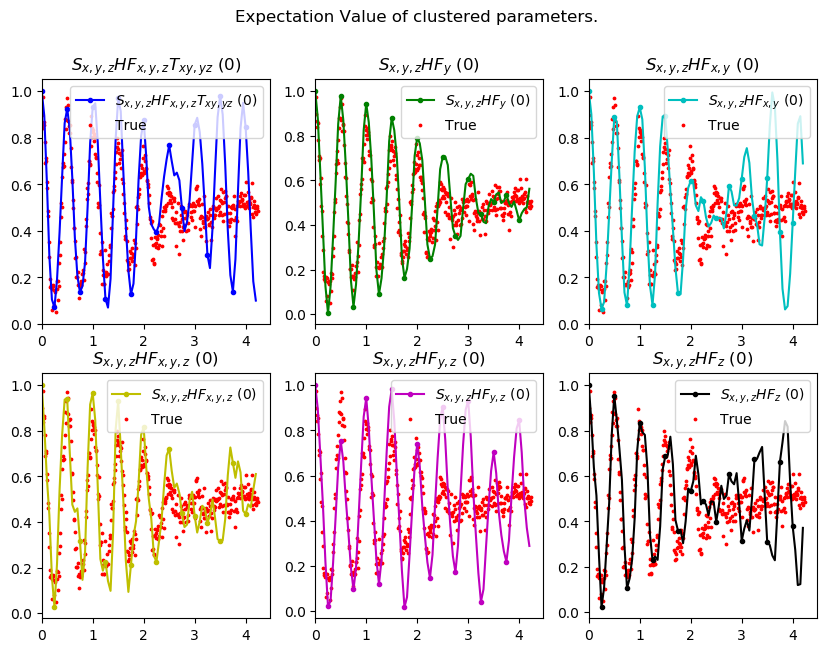 Expectation Value of clustered parameters.
S_{x,y,z}HF_{x,y,z}T_{xy,yz} (0)
S_{x,y,z}HF_{y} (0)
S_{x,y,z}HF_{x,y} (0)
S_{x,y,z}HF_{x,y,z}T_{xy,yz} (0)
True
S_{x,y,z}HF_{y} (0)
True
S_{x,y,z}HF_{x,y} (0)
True
1.0
0.8
0.6
0.4
0.2
0.0
0 1 2 3 4
1.0
0.8
0.6
0.4
0.2
0.0
0 1 2 3 4
1.0
0.8
0.6
0.4
0.2
0.0
0 1 2 3 4
S_{x,y,z}HF_{x,y,z} (0)
S_{x,y,z}HF_{y,z} (0)
S_{x,y,z}HF_{z} (0)
S_{x,y,z}HF_{x,y,z} (0)
True
S_{x,y,z}HF_{y,z} (0)
True
S_{x,y,z}HF_{z} (0)
True
1.0
0.8
0.6
0.4
0.2
0.0
0 1 2 3 4
1.0
0.8
0.6
0.4
0.2
0.0
0 1 2 3 4
1.0
0.8
0.6
0.4
0.2
0.0
0 1 2 3 4